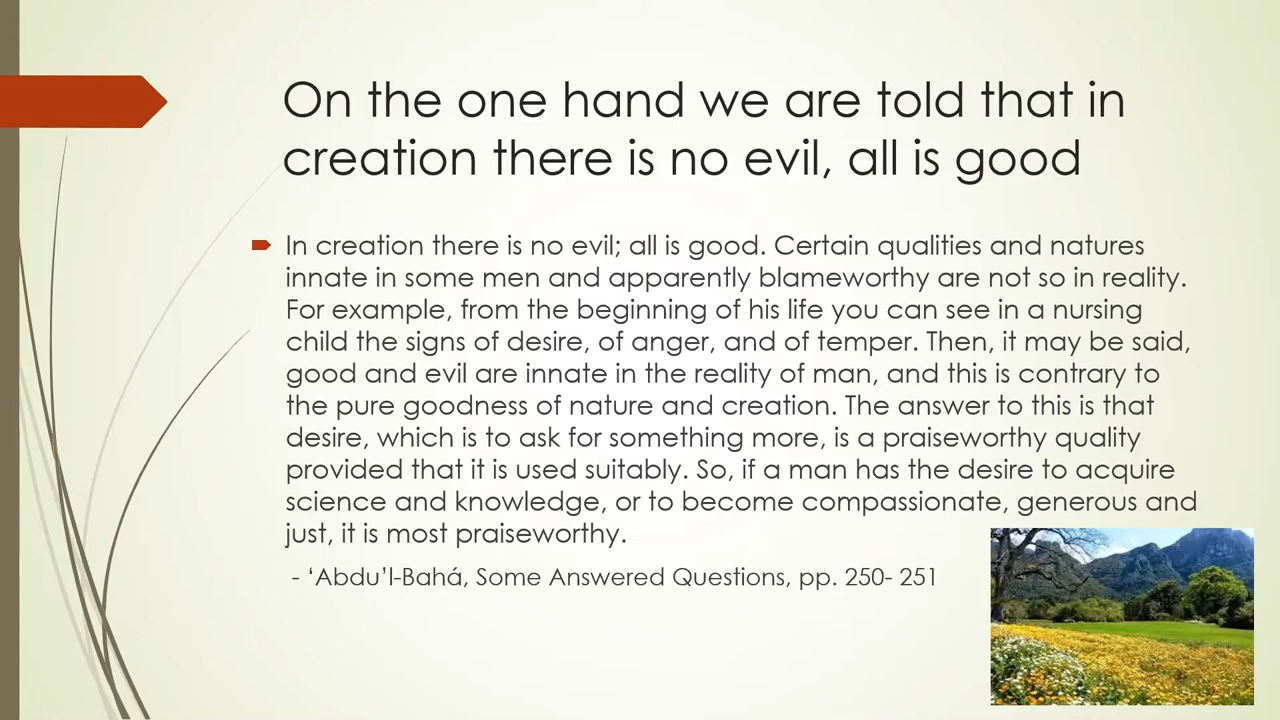 On the one hand we are told that in
creation there is no evil, all is good
In creation there is no evil; all is good. Certain qualities and natures
innate in some men and apparently blameworthy are not so in reality.
For example, from the beginning of his life you can see in a nursing
child the signs of desire, of anger, and of temper. Then, it may be said,
good and evil are innate in the reality of man, and this is contrary to
the pure goodness of nature and creation. The answer to this is that
desire, which is to ask for something more, is a praiseworthy quality
provided that it is used suitably. So, if a man has the desire to acquire
science and knowledge, or to become compassionate, generous and
just, it is most praiseworthy.
- ‘Abdu’l-Bahá, Some Answered Questions, pp. 250- 251